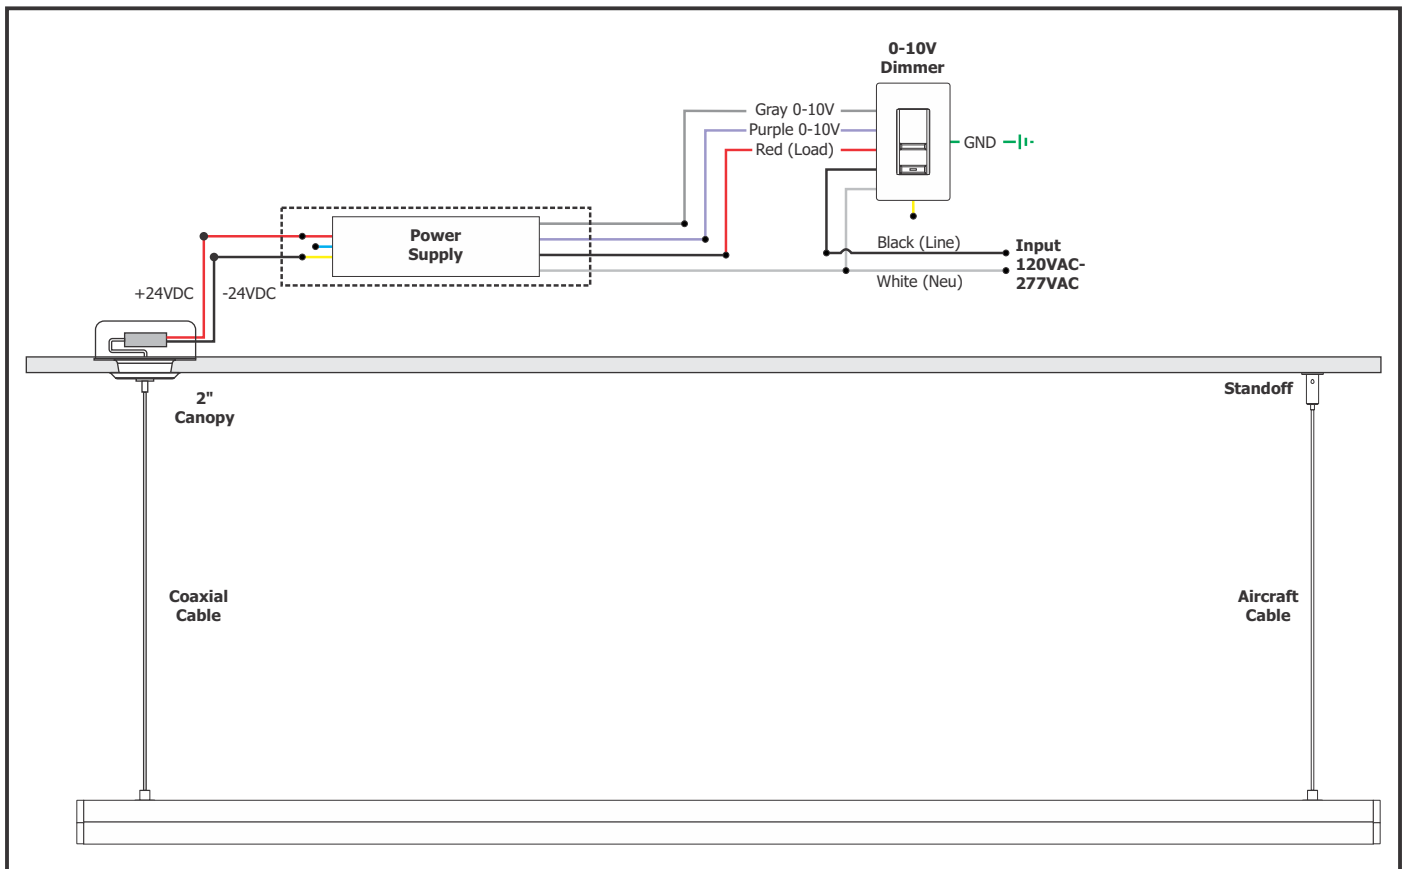 0-10V
Dimmer
Gray 0-10V
Purple 0-10V
Red (Load)
GND
Power
Supply
Black (Line)
White (Neu)
Input
120VAC-
277VAC
+24VDC
-24VDC
2"
Canopy
Standoff
Coaxial
Cable
Aircraft
Cable